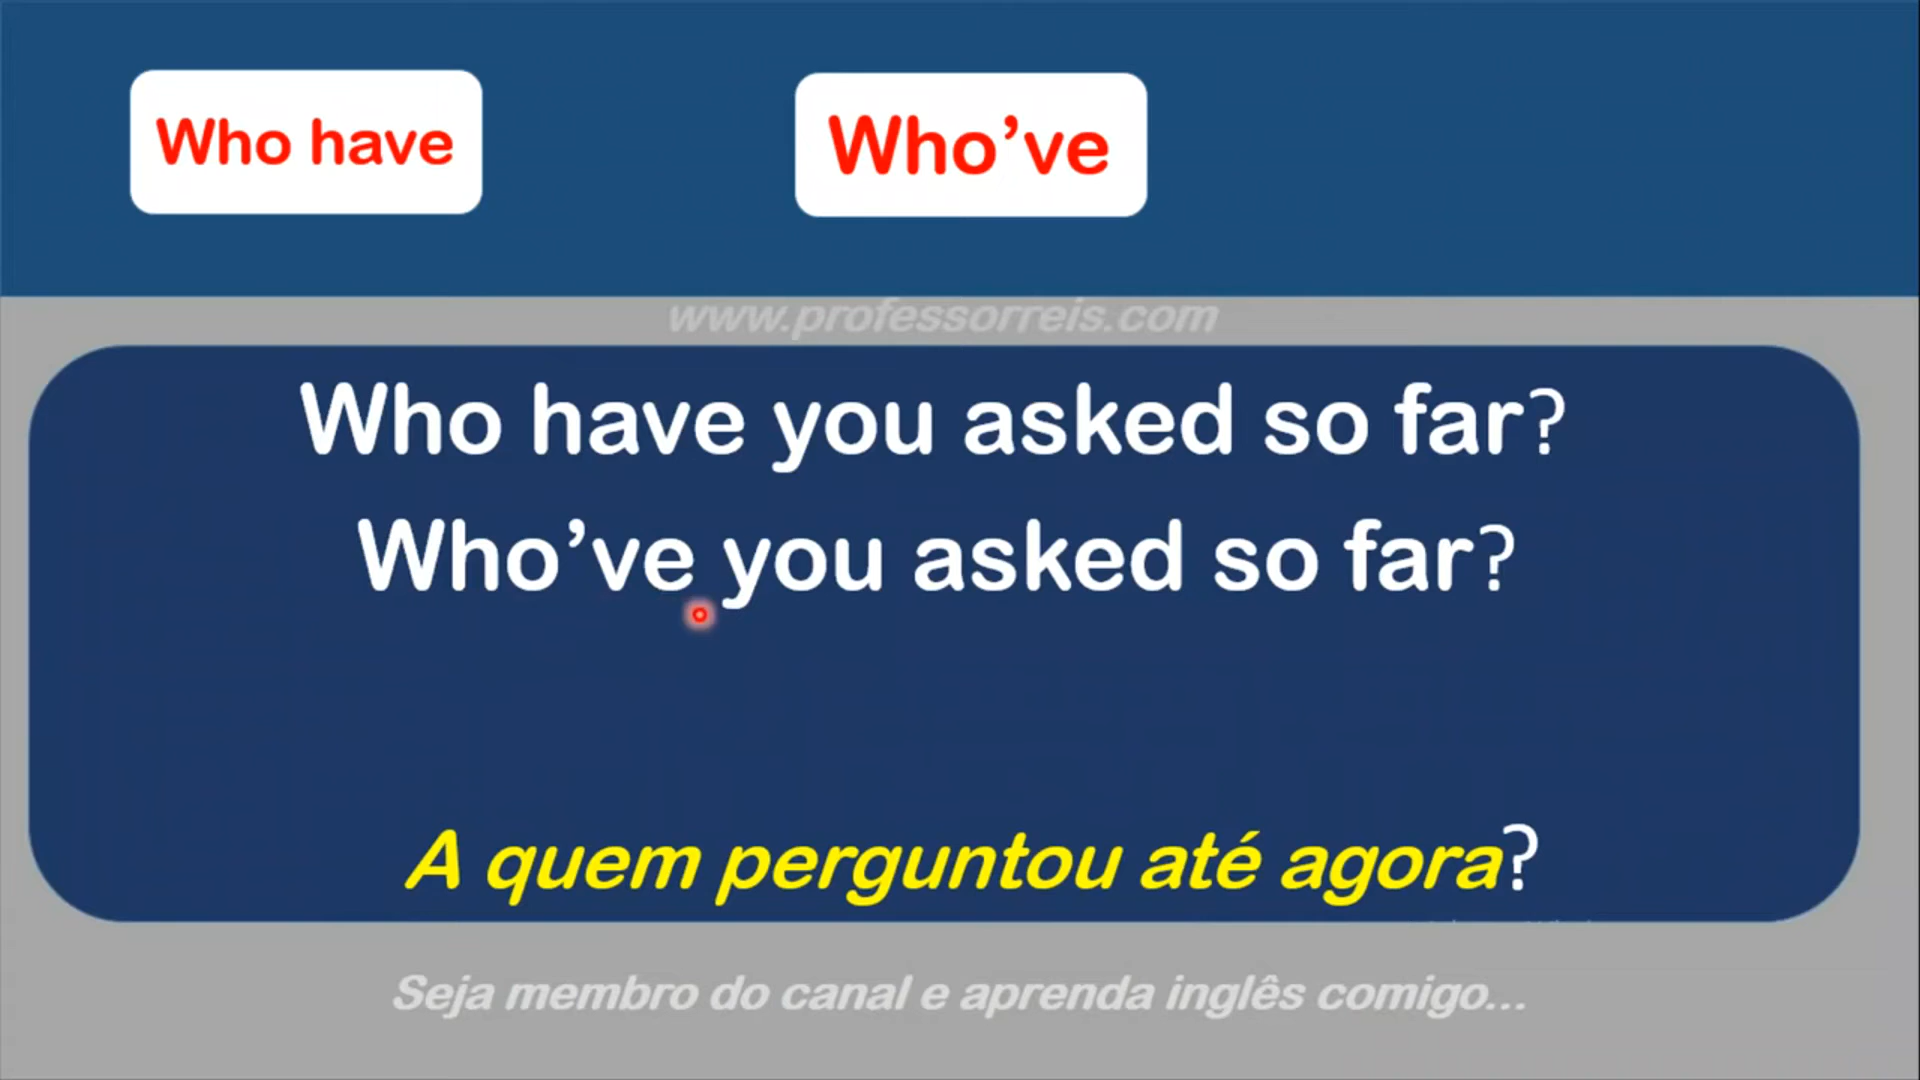 Who have
Who’ve
www.professorreis.com
Who have you asked so far?
Who’ve you asked so far?
A quem perguntou até agora?
Seja membro do canal e aprenda inglês comigo...